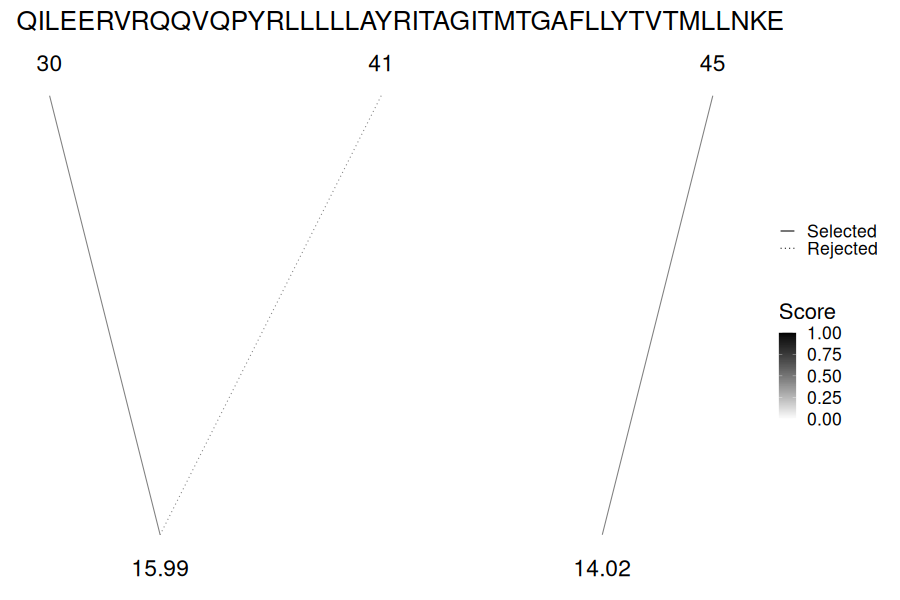 QILEERVRQQVQPYRLLLLLAYRITAGITMTGAFLLYTVTMLLNKE
30 41 45
Selected
Rejected
Score
1.00
0.75
0.50
0.25
0.00
15.99 14.02